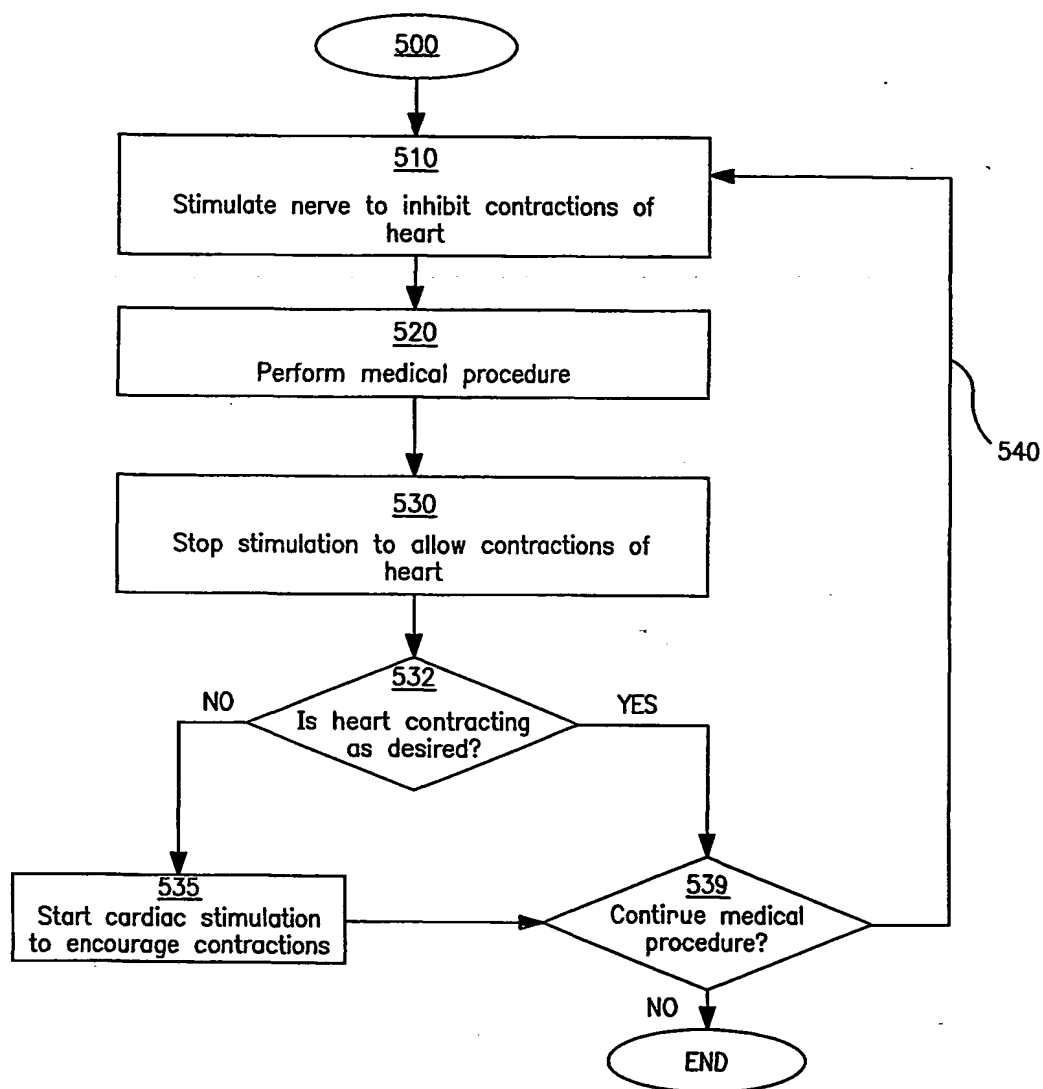 500
510
Stimulate nerve to inhibit contractions of
heart
520
Perform medical procedure
540
530
Stop stimulation to allow contractions of
heart
532
NO
YES
Is heart contracting
as desired?
535
Start cardiac stimulation
to encourage contractions
539
Continue medical
procedure?
NO
END